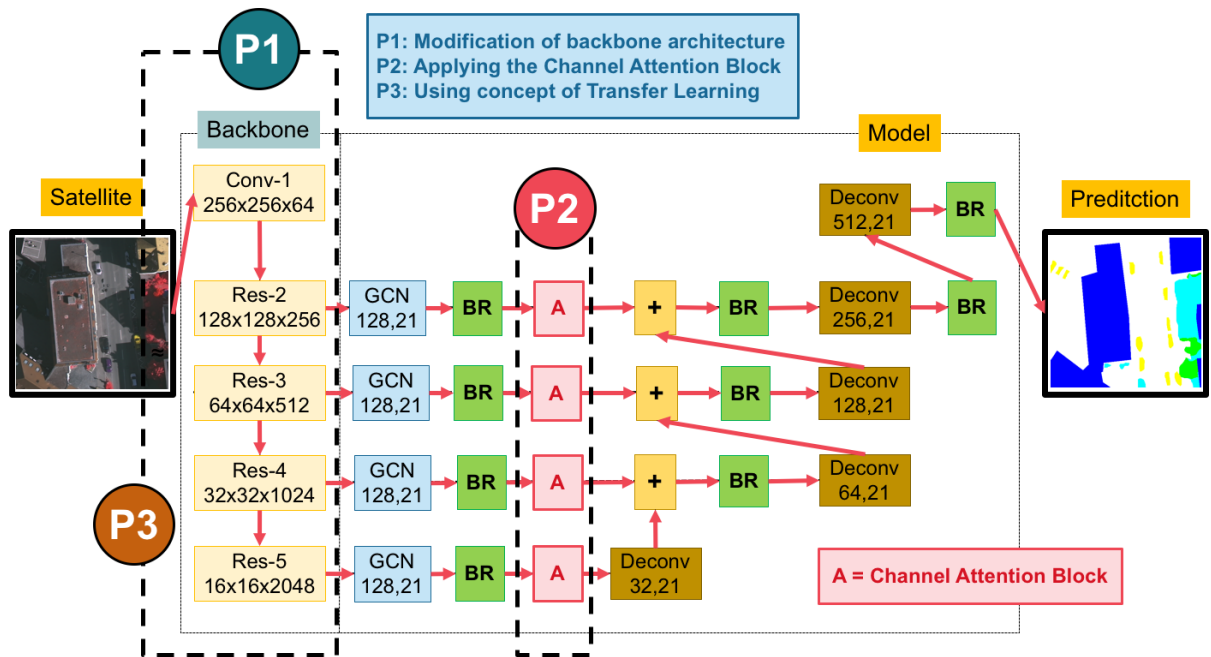 P1
P1: Modification of backbone architecture
P2: Applying the Channel Attention Block
P3: Using concept of Transfer Learning
Backbone
Model
Satellite
Conv-1
256x256x64
P2
Deconv
512,21
BR
Preditction
Res-2
128x128x256
GCN
128,21
BR
A
+
BR
Deconv
256,21
BR
Res-3
64x64x512
GCN
128,21
BR
A
+
BR
Deconv
128,21
Res-4
32x32x1024
GCN
128,21
BR
A
+
BR
Deconv
64,21
P3
Res-5
16x16x2048
GCN
128,21
BR
A
Deconv
32,21
A = Channel Attention Block